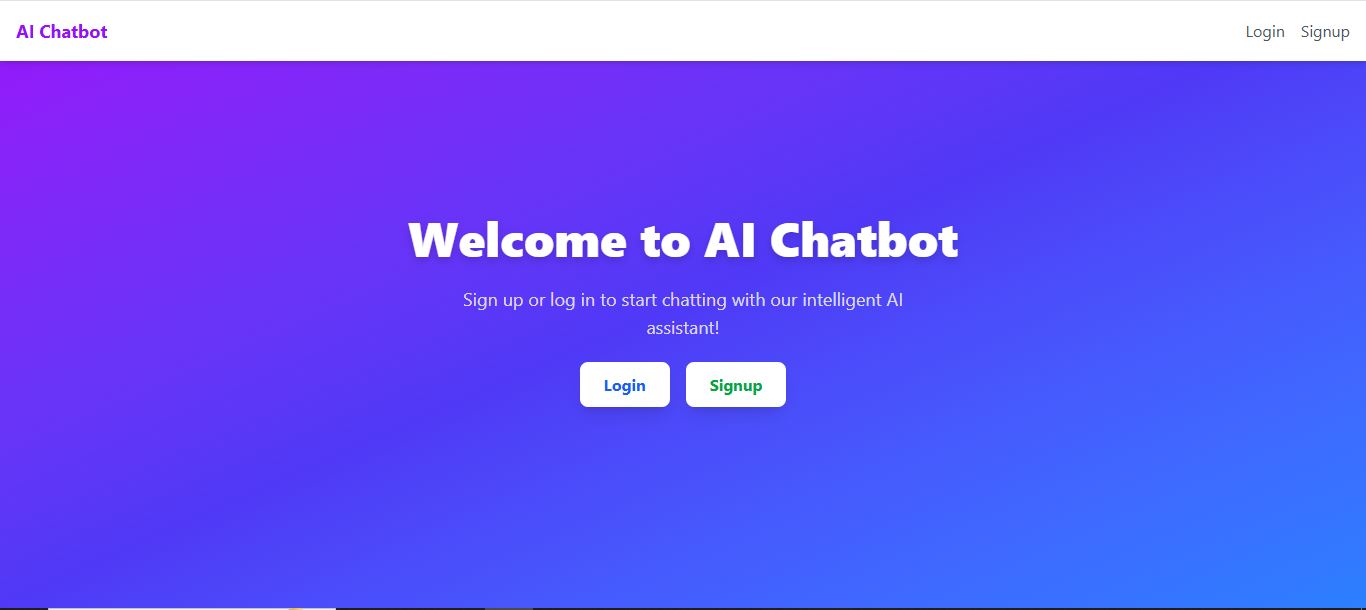 AI Chatbot
Login Signup
Welcome to AI Chatbot
Sign up or log in to start chatting with our intelligent AI
assistant!
Login Signup